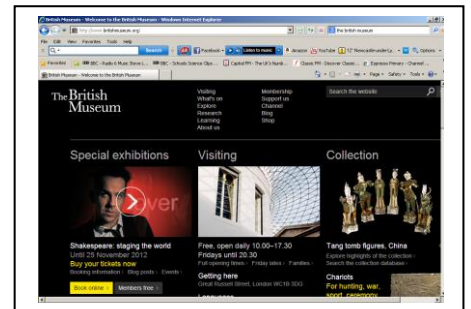 British Museum - Welcome to the British Museum - Windows Internet Explorer
the british museum
File Edit View Favorites Tools Help
Search
Facebook
Listen to music
Amazon
YouTube
Options
Favorites
British Museum - Welcome to the British Museum
Page Safety Tools
The British
Museum
Visiting
What's on
Explore
Research
Learning
About us
Membership
Support us
Channel
Blog
Shop
Search the website
Special exhibitions
Shakespeare: staging the world
Until 25 November 2012
Buy your tickets now
Booking information › Blog posts › Events ›
Book online ›
Members free ›
Visiting
Free, open daily 10.00–17.30
Fridays until 20.30
Full opening times › Friday lates › Families ›
Getting here
Great Russell Street, London WC1B 3DG
Collection
Tang tomb figures, China
Explore highlights of the collection ›
Search the collection database ›
Chariots
For hunting, war,
sport, ceremony